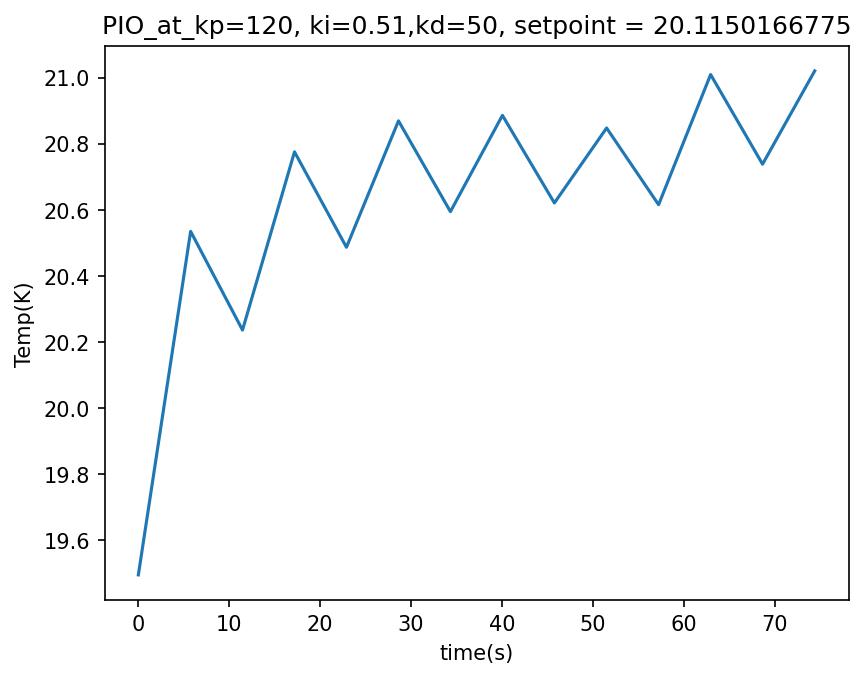 PIO_at_kp=120, ki=0.51,kd=50, setpoint = 20.1150166775
21.0
20.8
20.6
20.4
20.2
20.0
19.8
19.6
Temp(K)
0 10 20 30 40 50 60 70
time(s)